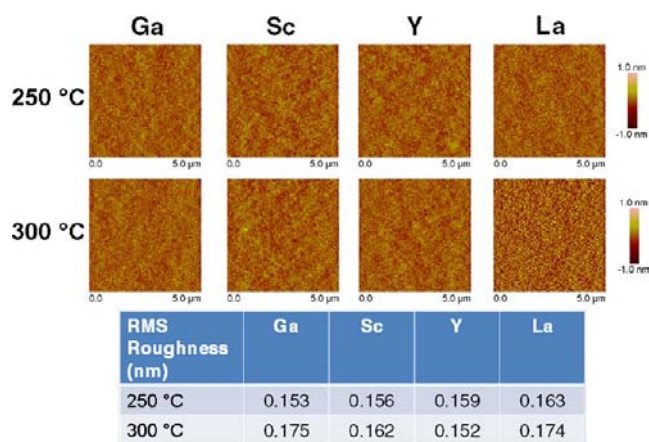 Ga Sc Y La
250 °C
1.0 nm
-1.0 nm
0.0 5.0 µm 0.0 5.0 µm 0.0 5.0 µm 0.0 5.0 µm
300 °C
1.0 nm
-1.0 nm
0.0 5.0 µm 0.0 5.0 µm 0.0 5.0 µm 0.0 5.0 µm
RMS Roughness (nm) Ga Sc Y La
250 °C 0.153 0.156 0.159 0.163
300 °C 0.175 0.162 0.152 0.174